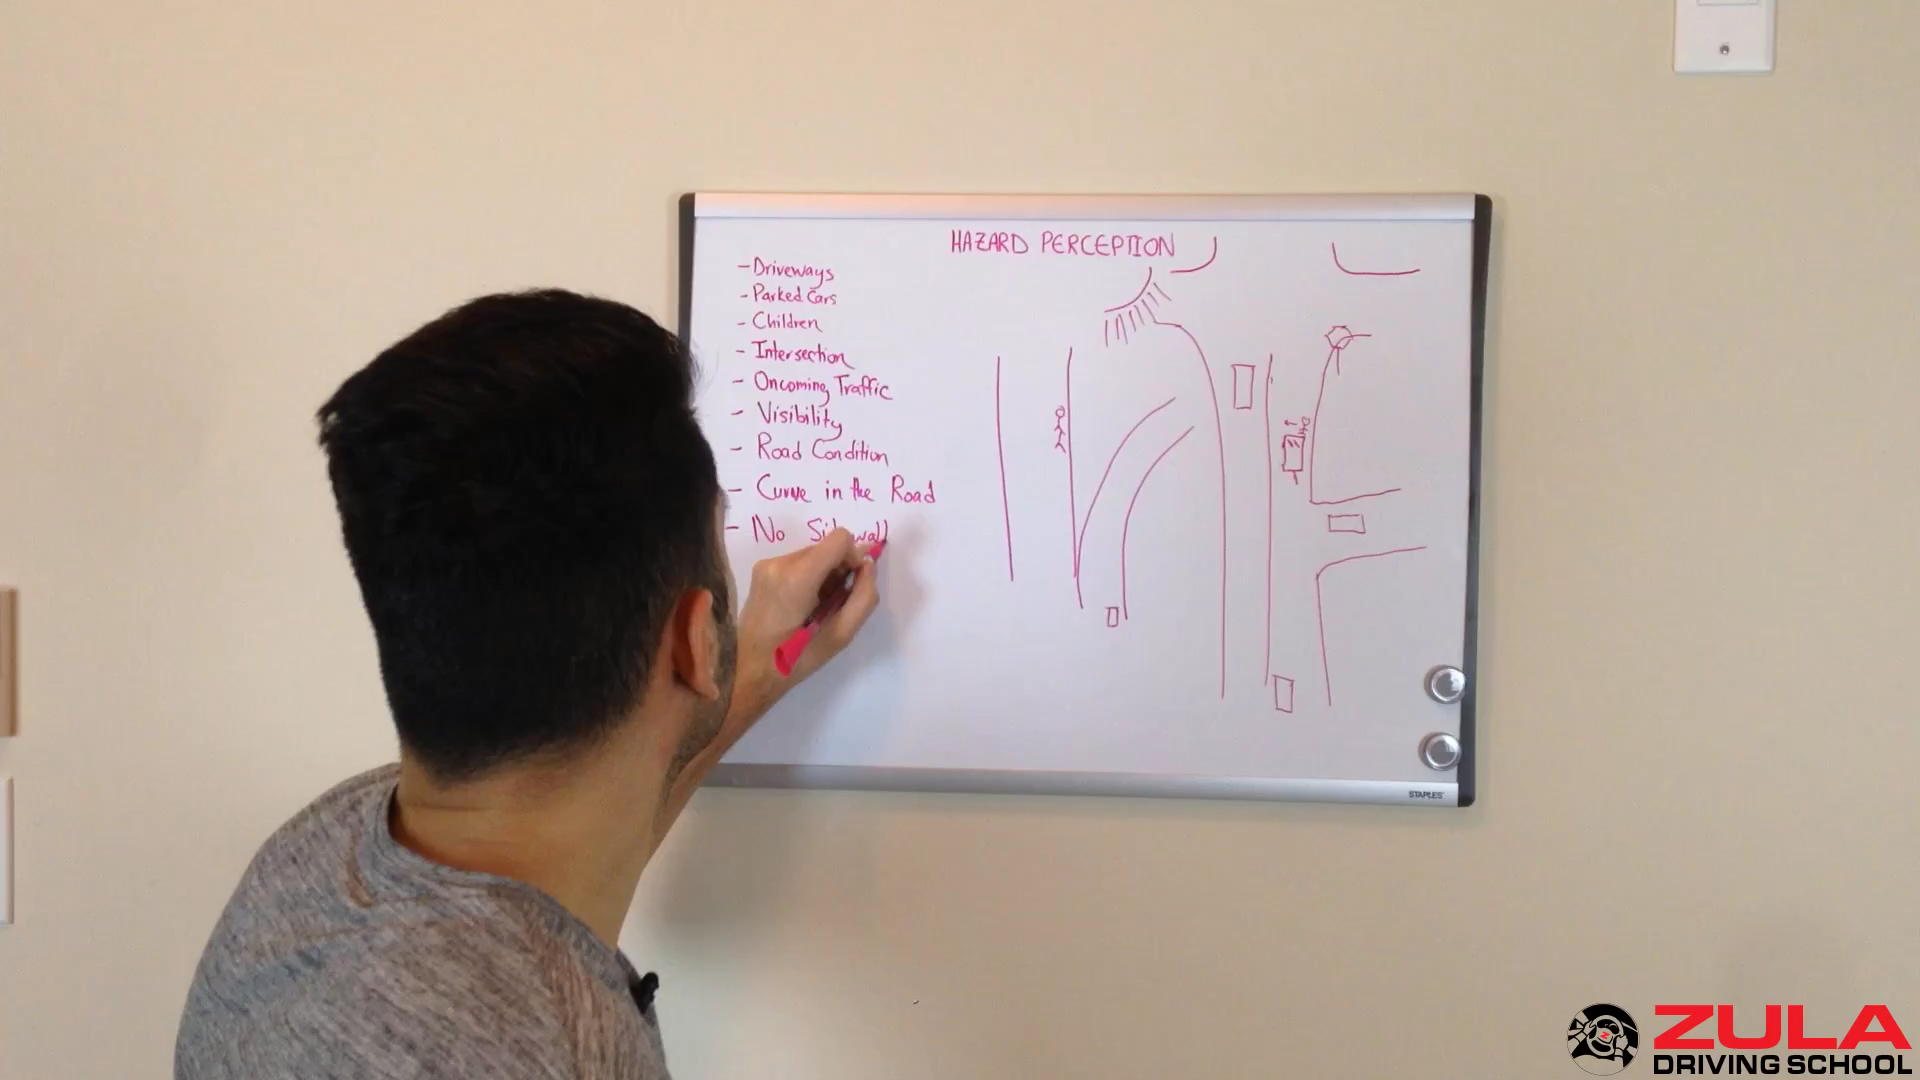 HAZARD PERCEPTION
- Driveways
- Parked Cars
- Children
- Intersection
- Oncoming Traffic
- Visibility
- Road Condition
- Curve in the Road
- No
STAPLES
ZULA
DRIVING SCHOOL